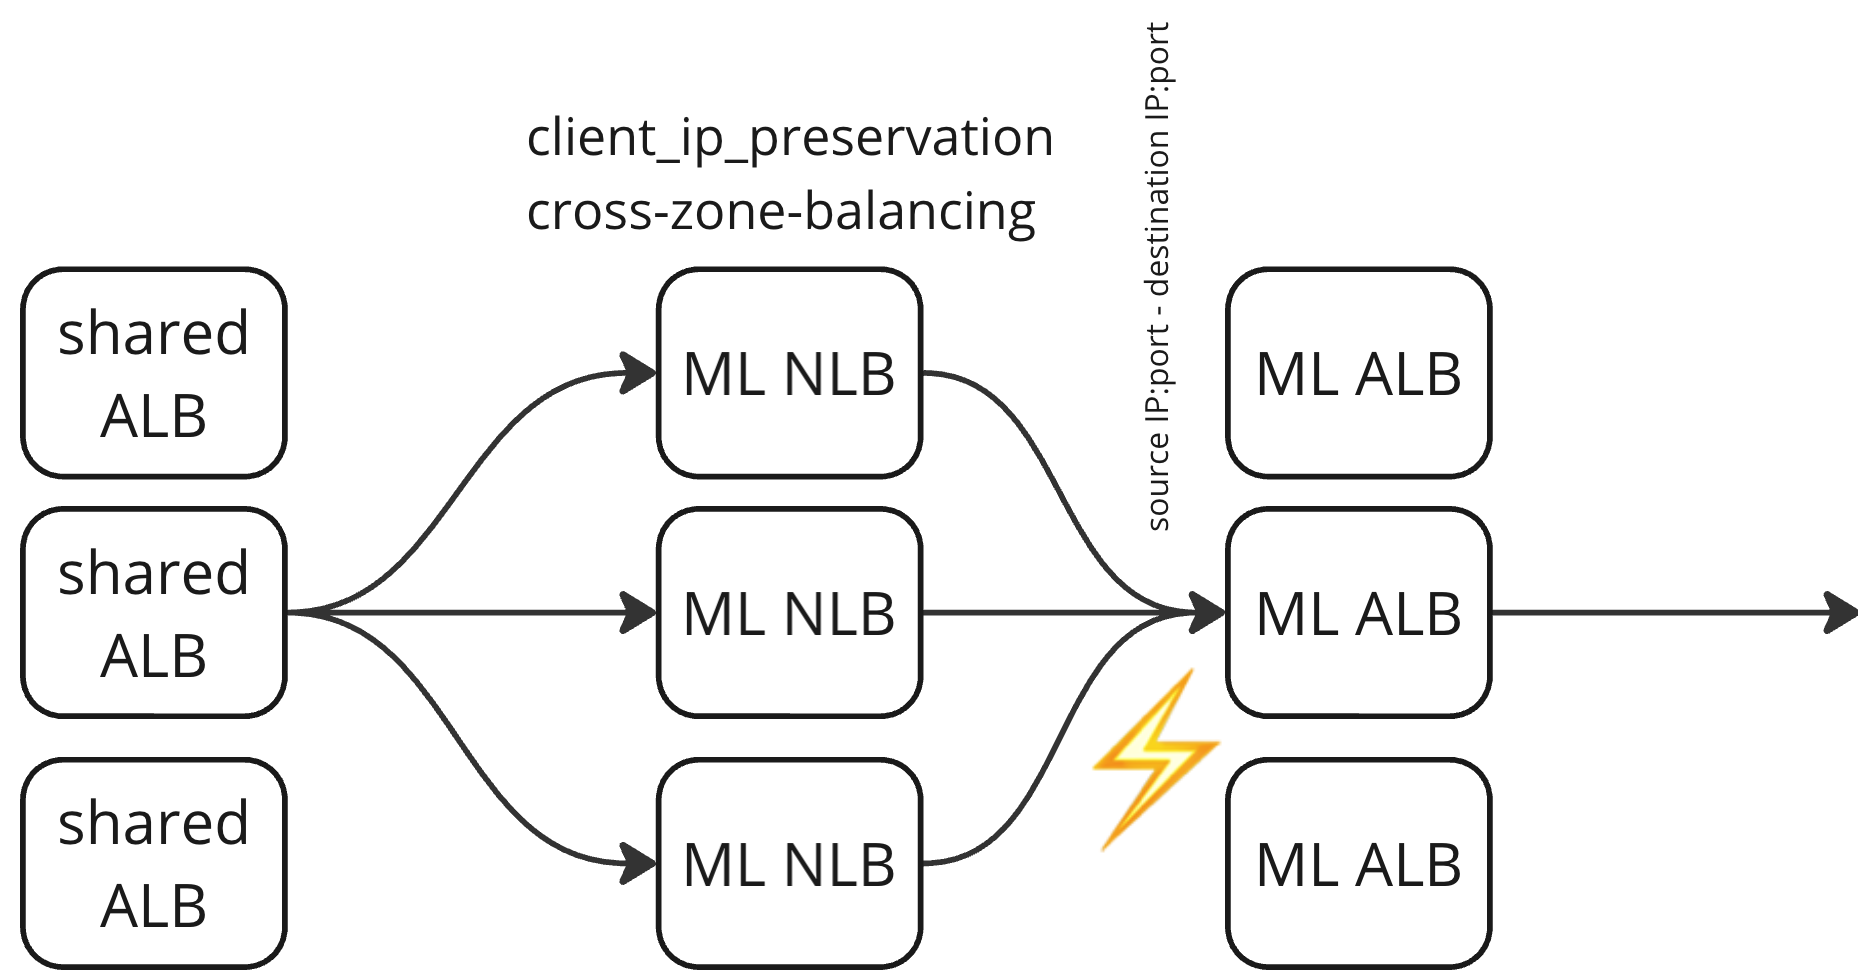 client_ip_preservation
cross-zone-balancing
source IP:port - destination IP:port
shared
ALB
ML NLB
ML ALB
shared
ALB
ML NLB
ML ALB
shared
ALB
ML NLB
ML ALB